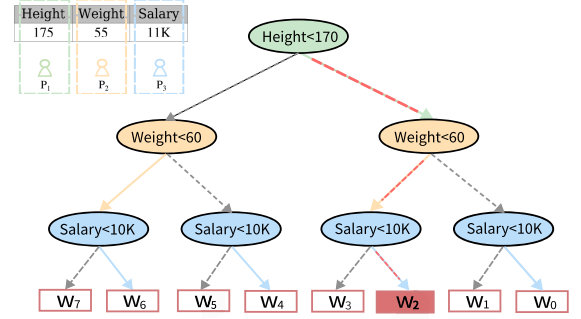 Height Weight Salary
175 55 11K
P1 P2 P3
Height<170
Weight<60 Weight<60
Salary<10K Salary<10K Salary<10K Salary<10K
W7 W6 W5 W4 W3 W2 W1 W0